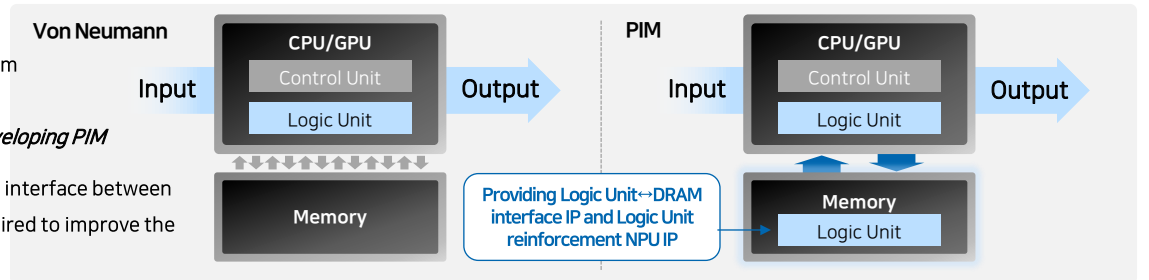 m
veloping PIM
interface between
ired to improve the
Von Neumann
CPU/GPU
Control Unit
Logic Unit
Input
Output
Memory
PIM
CPU/GPU
Control Unit
Logic Unit
Input
Output
Memory
Logic Unit
Providing Logic Unit↔DRAM
interface IP and Logic Unit
reinforcement NPU IP